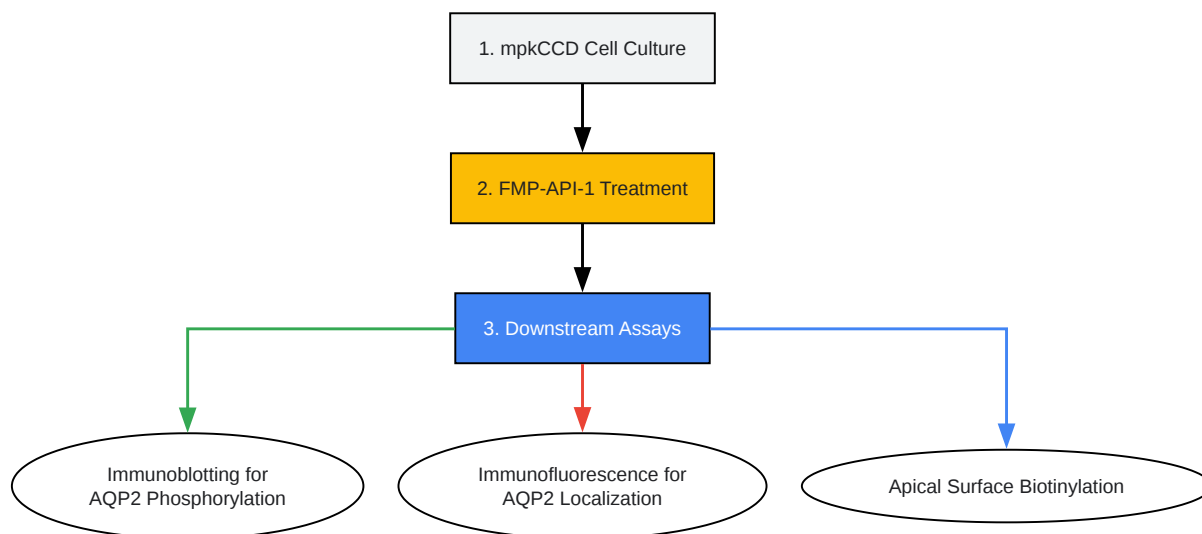 1. mpkCCD Cell Culture
2. FMP-API-1 Treatment
3. Downstream Assays
Immunoblotting for
AQP2 Phosphorylation
Immunofluorescence for
AQP2 Localization
Apical Surface Biotinylation